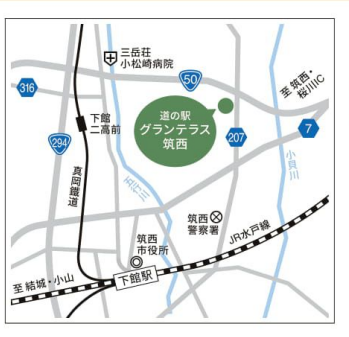 三岳荘
小松崎病院
50
至筑西・
桜川IC
316
道の駅
グランテラス
筑西
下館
二高前
207
7
294
真岡鐵道
五行川
小貝川
筑西
警察署
JR水戸線
筑西
市役所
至結城・小山
下館駅